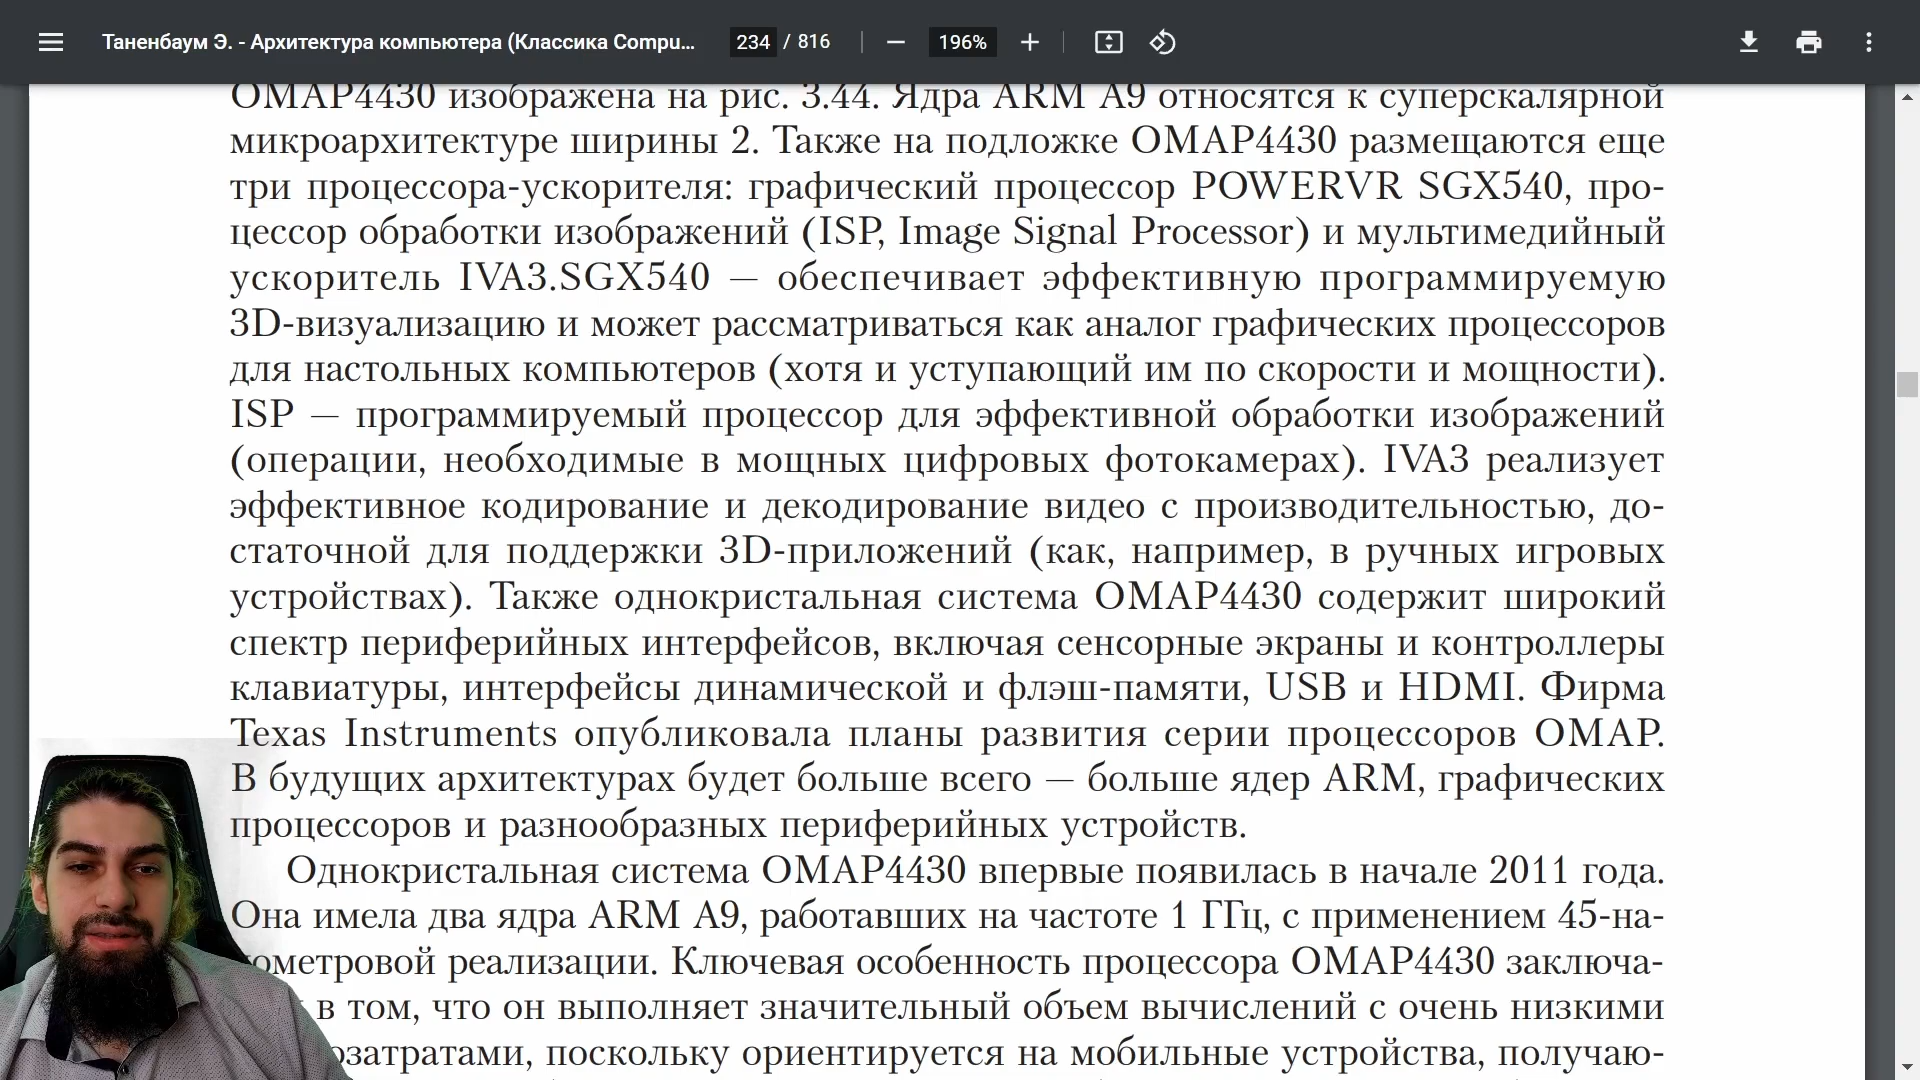 Таненбаум Э. - Архитектура компьютера (Классика Compu...
234 / 816
196%
OMAP4430 изображена на рис. 3.44. Ядра ARM A9 относятся к суперскалярной
микроархитектуре ширины 2. Также на подложке OMAP4430 размещаются еще
три процессора-ускорителя: графический процессор POWERVR SGX540, про-
цессор обработки изображений (ISP, Image Signal Processor) и мультимедийный
ускоритель IVA3.SGX540 — обеспечивает эффективную программируемую
3D-визуализацию и может рассматриваться как аналог графических процессоров
для настольных компьютеров (хотя и уступающий им по скорости и мощности).
ISP — программируемый процессор для эффективной обработки изображений
(операции, необходимые в мощных цифровых фотокамерах). IVA3 реализует
эффективное кодирование и декодирование видео с производительностью, до-
статочной для поддержки 3D-приложений (как, например, в ручных игровых
устройствах). Также однокристальная система OMAP4430 содержит широкий
спектр периферийных интерфейсов, включая сенсорные экраны и контроллеры
клавиатуры, интерфейсы динамической и флэш-памяти, USB и HDMI. Фирма
Texas Instruments опубликовала планы развития серии процессоров OMAP.
В будущих архитектурах будет больше всего — больше ядер ARM, графических
процессоров и разнообразных периферийных устройств.
Однокристальная система OMAP4430 впервые появилась в начале 2011 года.
Она имела два ядра ARM A9, работавших на частоте 1 ГГц, с применением 45-на-
ометровой реализации. Ключевая особенность процессора OMAP4430 заключа-
в том, что он выполняет значительный объем вычислений с очень низкими
озатратами, поскольку ориентируется на мобильные устройства, получаю-